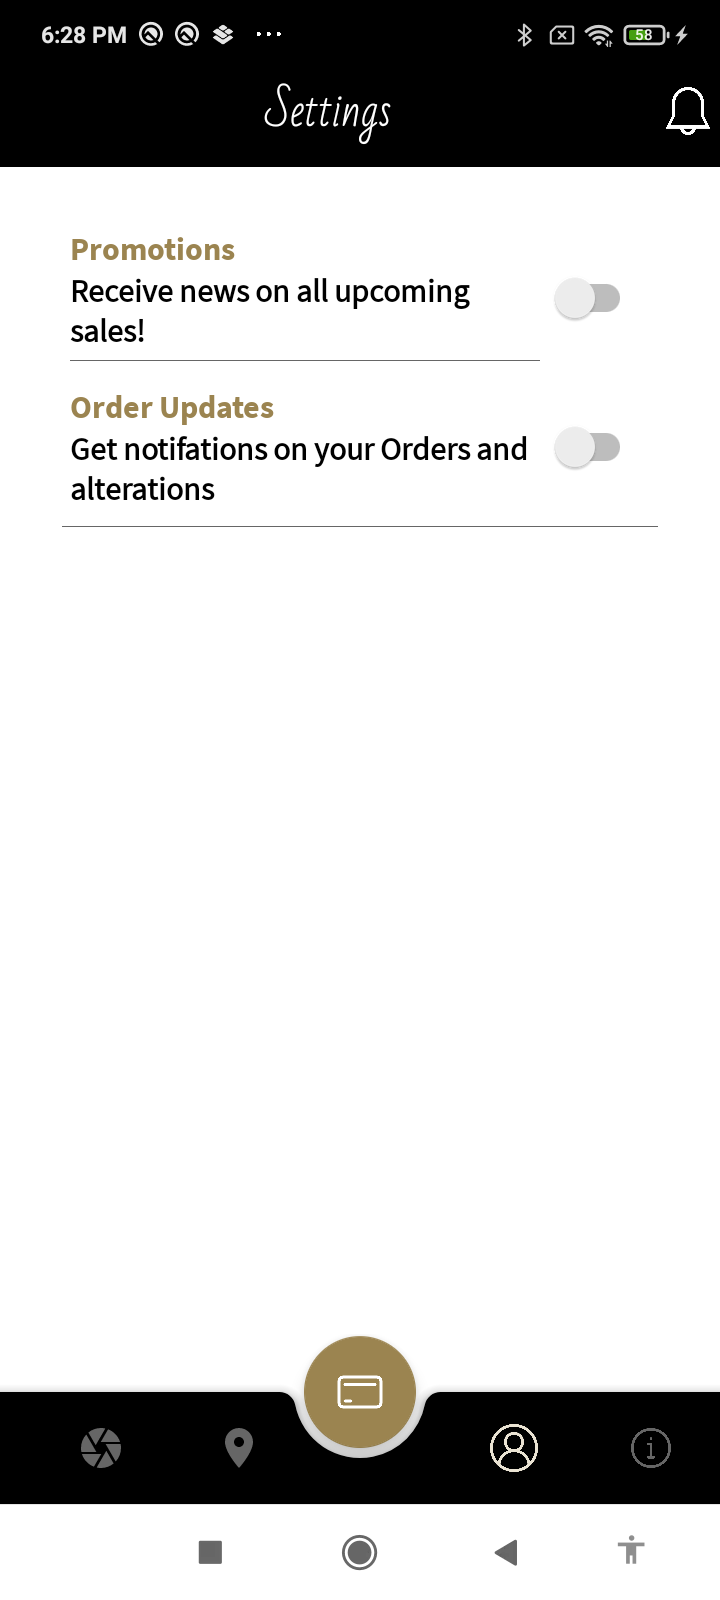 6:28 PM
58
Settings
Promotions
Receive news on all upcoming
sales!
Order Updates
Get notifations on your Orders and
alterations